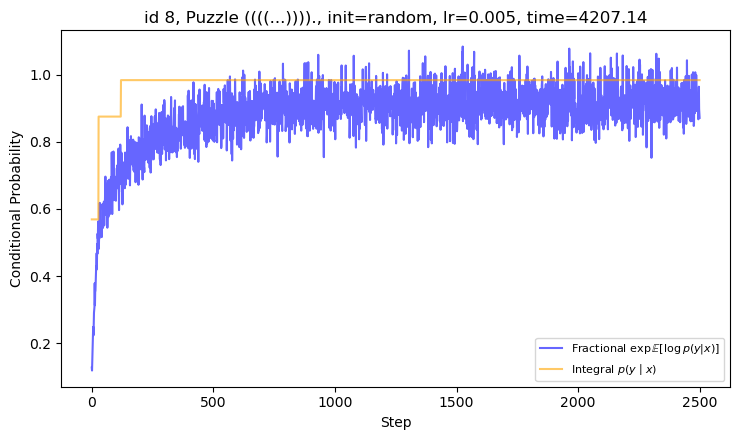 id 8, Puzzle ((((...))))., init=random, lr=0.005, time=4207.14
Conditional Probability
1.0
0.8
0.6
0.4
0.2
0
500
1000
1500
2000
2500
Step
Fractional exp𝔼[log p(y|x)]
Integral p(y | x)